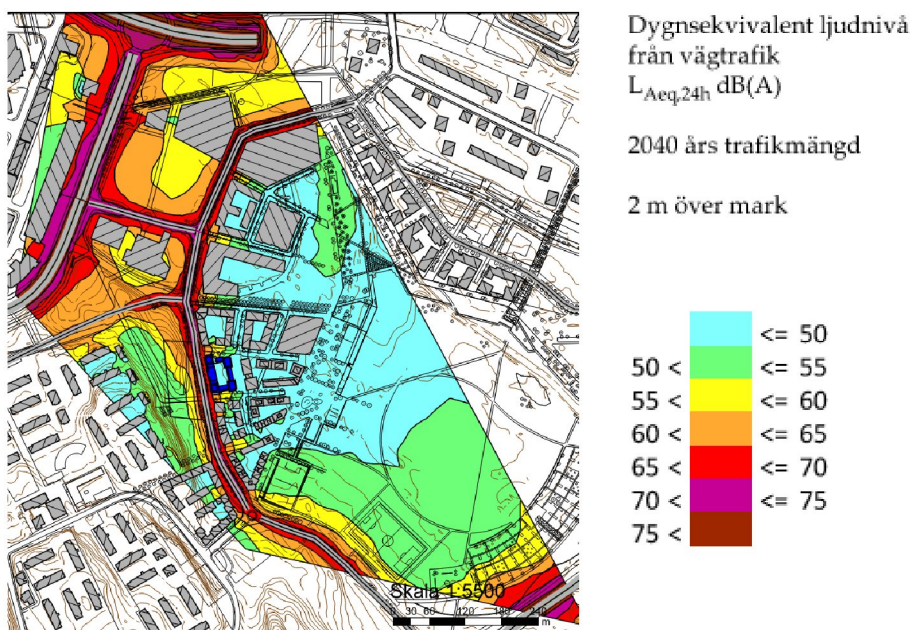 Dygnsekvivalent ljudnivå
från vägtrafik
LAeq,24h dB(A)
2040 års trafikmängd
2 m över mark
<= 50
50 < <= 55
55 < <= 60
60 < <= 65
65 < <= 70
70 < <= 75
75 <
Skala 1:5500
0 30 60 120 180 240
m